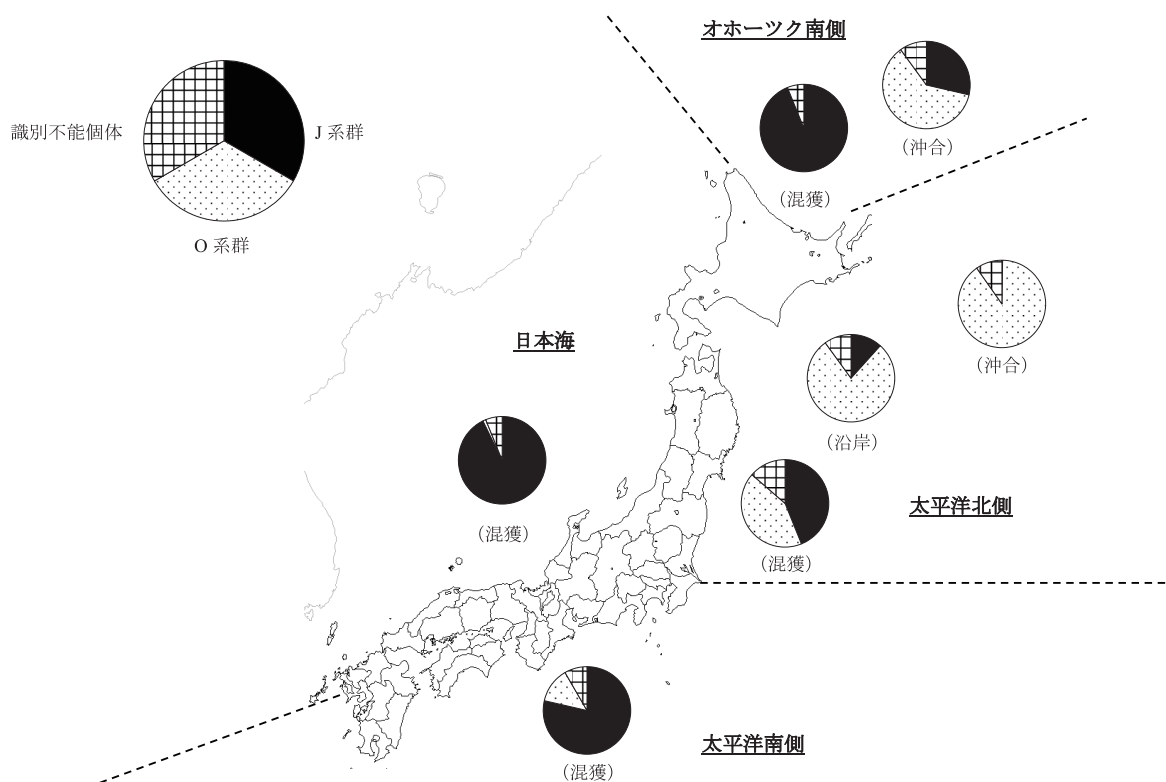 オホーツク南側
(沖合)
(混獲)
識別不能個体
J 系群
O 系群
日本海
(混獲)
(沖合)
(沿岸)
太平洋北側
(混獲)
太平洋南側
(混獲)